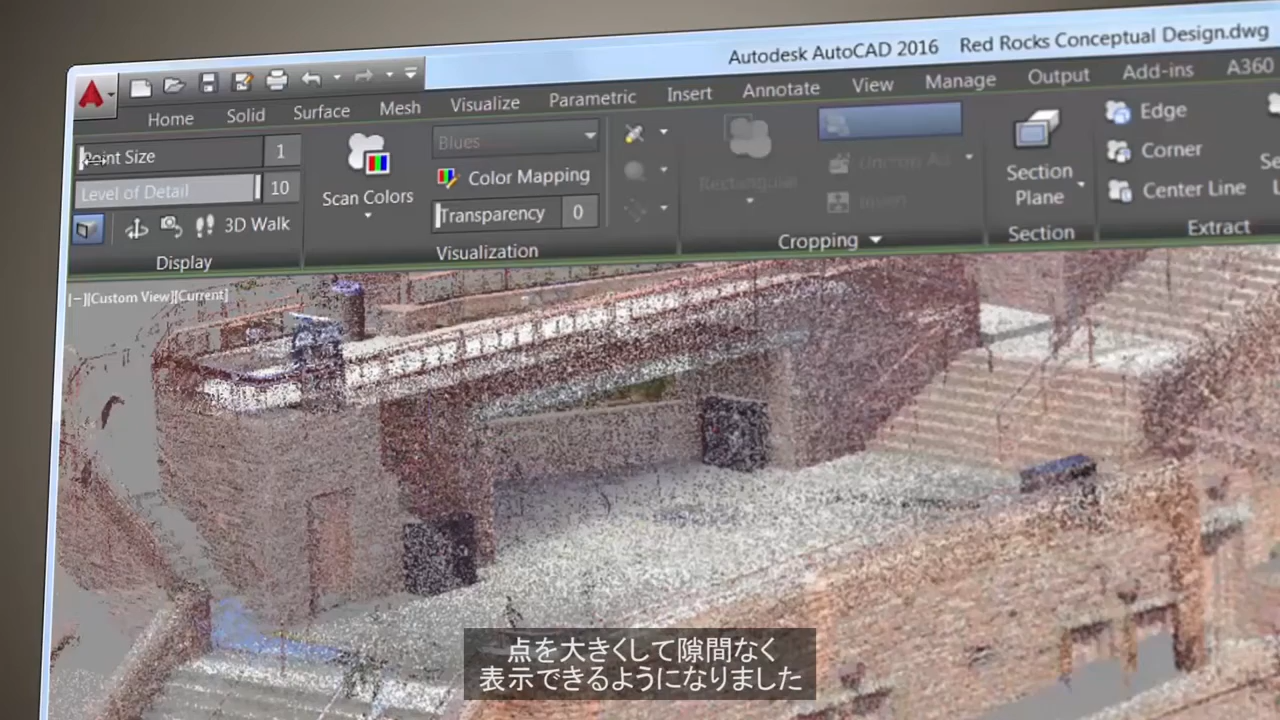 Autodesk AutoCAD 2016 Red Rocks Conceptual Design.dwg
Home Solid Surface Mesh Visualize Parametric Insert Annotate View Manage Output Add-ins A360
Point Size 1
Level of Detail 10
3D Walk
Display
Scan Colors
Blues
Color Mapping
Transparency 0
Visualization
Rectangular
Uncrop All
Invert
Cropping
Section
Plane
Section
Edge
Corner
Center Line
Extract
[−][Custom View][Current]
点を大きくして隙間なく
表示できるようになりました